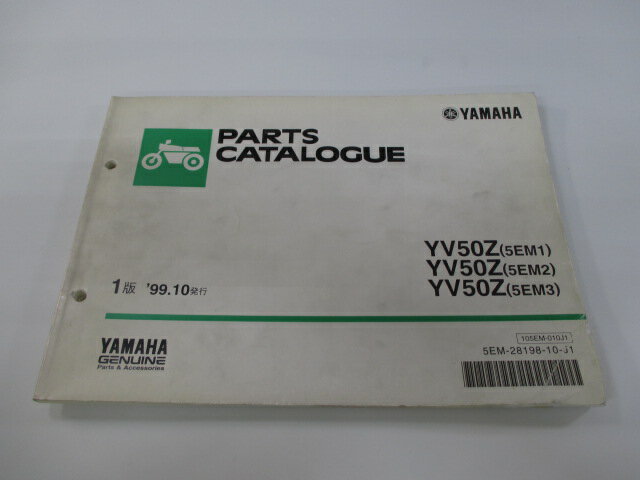 YAMAHA
PARTS
CATALOGUE
YV50Z(5EM1)
YV50Z(5EM2)
YV50Z(5EM3)
1版 '99.10発行
105EM-010J1
5EM-28198-10-J1
YAMAHA
GENUINE
Parts & Accessories